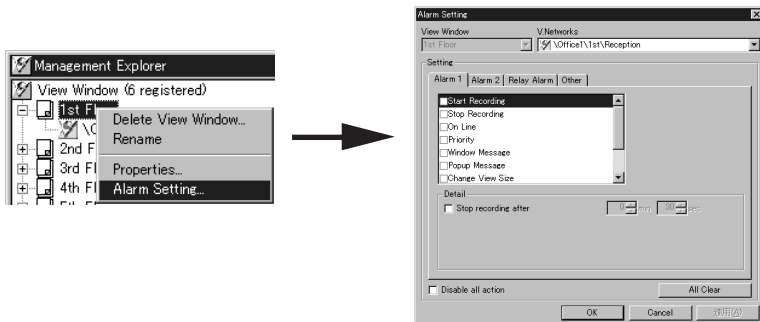 Management Explorer
View Window (6 registered)
1st Fl
Delete View Window...
Rename
2nd F
3rd Fl
Properties...
4th Fl
Alarm Setting...
Alarm Setting
View Window
V.Networks
1st Floor
\Office1\1st\Reception
Setting
Alarm 1
Alarm 2
Relay Alarm
Other
Start Recording
Stop Recording
On Line
Priority
Window Message
Popup Message
Change View Size
Detail
Stop recording after
0 min
30 sec
Disable all action
All Clear
OK
Cancel
適用(A)